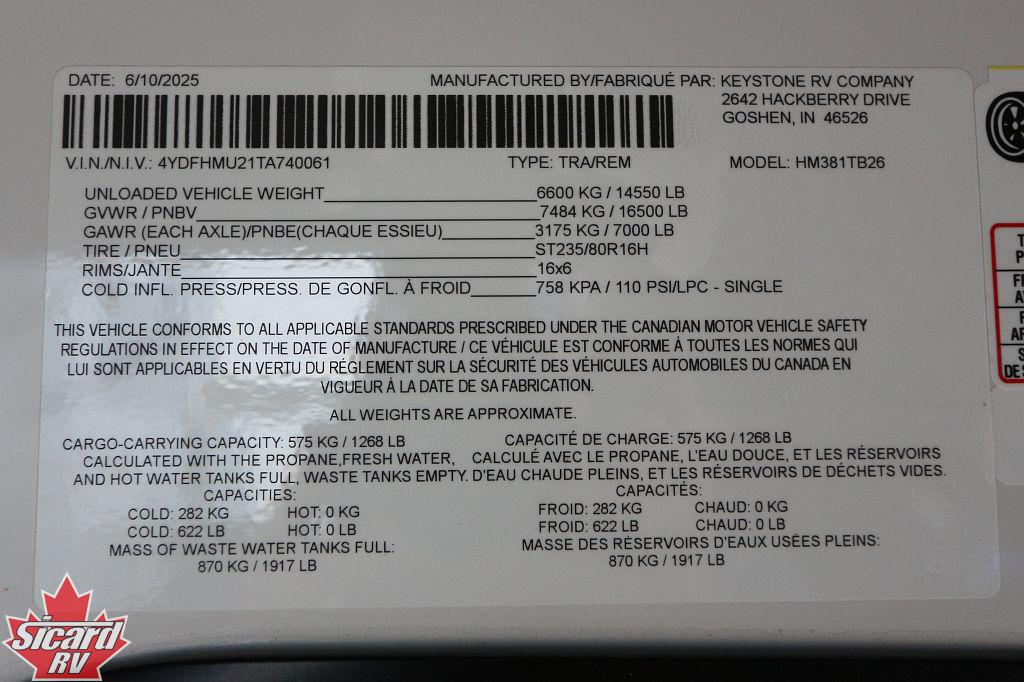 DATE: 6/10/2025 MANUFACTURED BY/FABRIQUÉ PAR: KEYSTONE RV COMPANY
2642 HACKBERRY DRIVE
GOSHEN, IN 46526
V.I.N./N.I.V.: 4YDFHMU21TA740061 TYPE: TRA/REM MODEL: HM381TB26
UNLOADED VEHICLE WEIGHT 6600 KG / 14550 LB
GVWR / PNBV 7484 KG / 16500 LB
GAWR (EACH AXLE)/PNBE(CHAQUE ESSIEU) 3175 KG / 7000 LB
TIRE / PNEU ST235/80R16H
RIMS/JANTE 16x6
COLD INFL. PRESS/PRESS. DE GONFL. À FROID 758 KPA / 110 PSI/LPC - SINGLE
THIS VEHICLE CONFORMS TO ALL APPLICABLE STANDARDS PRESCRIBED UNDER THE CANADIAN MOTOR VEHICLE SAFETY
REGULATIONS IN EFFECT ON THE DATE OF MANUFACTURE / CE VÉHICULE EST CONFORME À TOUTES LES NORMES QUI
LUI SONT APPLICABLES EN VERTU DU RÉGLEMENT SUR LA SÉCURITÉ DES VÉHICULES AUTOMOBILES DU CANADA EN
VIGUEUR À LA DATE DE SA FABRICATION.
ALL WEIGHTS ARE APPROXIMATE.
CARGO-CARRYING CAPACITY: 575 KG / 1268 LB CAPACITÉ DE CHARGE: 575 KG / 1268 LB
CALCULATED WITH THE PROPANE,FRESH WATER, CALCULÉ AVEC LE PROPANE, L'EAU DOUCE, ET LES RÉSERVOIRS
AND HOT WATER TANKS FULL, WASTE TANKS EMPTY. D'EAU CHAUDE PLEINS, ET LES RÉSERVOIRS DE DÉCHETS VIDES.
CAPACITIES: CAPACITÉS:
COLD: 282 KG HOT: 0 KG FROID: 282 KG CHAUD: 0 KG
COLD: 622 LB HOT: 0 LB FROID: 622 LB CHAUD: 0 LB
MASS OF WASTE WATER TANKS FULL: MASSE DES RÉSERVOIRS D'EAUX USÉES PLEINS:
870 KG / 1917 LB 870 KG / 1917 LB
Sicard
RV